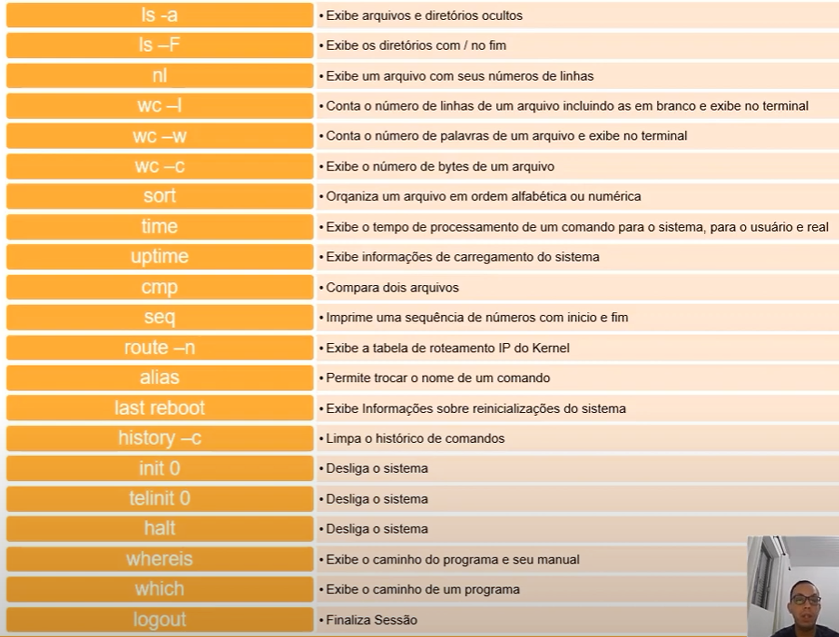 ls -a
• Exibe arquivos e diretórios ocultos
ls –F
• Exibe os diretórios com / no fim
nl
• Exibe um arquivo com seus números de linhas
wc –l
• Conta o número de linhas de um arquivo incluindo as em branco e exibe no terminal
wc –w
• Conta o número de palavras de um arquivo e exibe no terminal
wc –c
• Exibe o número de bytes de um arquivo
sort
• Orqaniza um arquivo em ordem alfabética ou numérica
time
• Exibe o tempo de processamento de um comando para o sistema, para o usuário e real
uptime
• Exibe informações de carregamento do sistema
cmp
• Compara dois arquivos
seq
• Imprime uma sequência de números com inicio e fim
route –n
• Exibe a tabela de roteamento IP do Kernel
alias
• Permite trocar o nome de um comando
last reboot
• Exibe Informações sobre reinicializações do sistema
history –c
• Limpa o histórico de comandos
init 0
• Desliga o sistema
telinit 0
• Desliga o sistema
halt
• Desliga o sistema
whereis
• Exibe o caminho do programa e seu manual
which
• Exibe o caminho de um programa
logout
• Finaliza Sessão